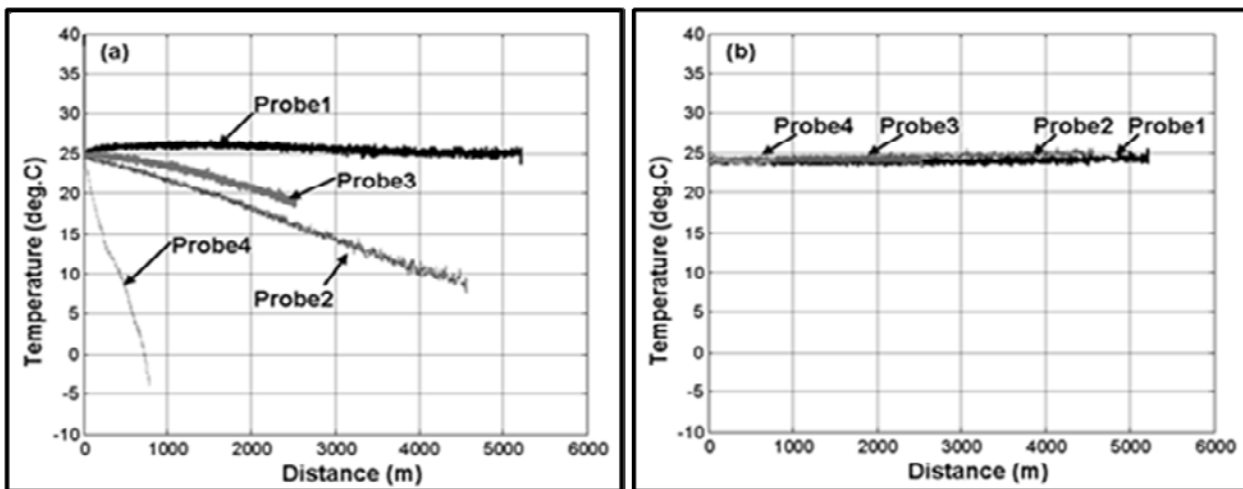 (a)
40
35
30
25
20
15
10
5
0
-5
-10
Temperature (deg.C)
Probe1
Probe3
Probe4
Probe2
0 1000 2000 3000 4000 5000 6000
Distance (m)
(b)
40
35
30
25
20
15
10
5
0
-5
-10
Temperature (deg.C)
Probe4 Probe3 Probe2 Probe1
0 1000 2000 3000 4000 5000 6000
Distance (m)